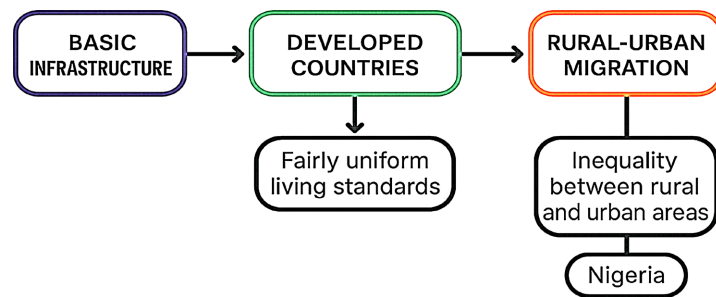 BASIC
INFRASTRUCTURE
DEVELOPED
COUNTRIES
RURAL-URBAN
MIGRATION
Fairly uniform
living standards
Inequality
between rural
and urban areas
Nigeria